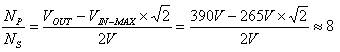 N_P/N_S = (V_OUT − V_IN−MAX × √2)/2V = (390V − 265V × √2)/2V ≈ 8